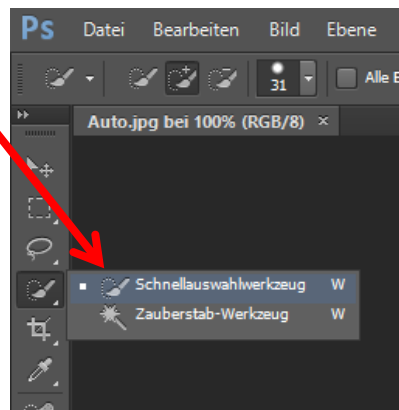 Ps Datei Bearbeiten Bild Ebene
31 Alle
Auto.jpg bei 100% (RGB/8) ×
Schnellauswahlwerkzeug W
Zauberstab-Werkzeug W